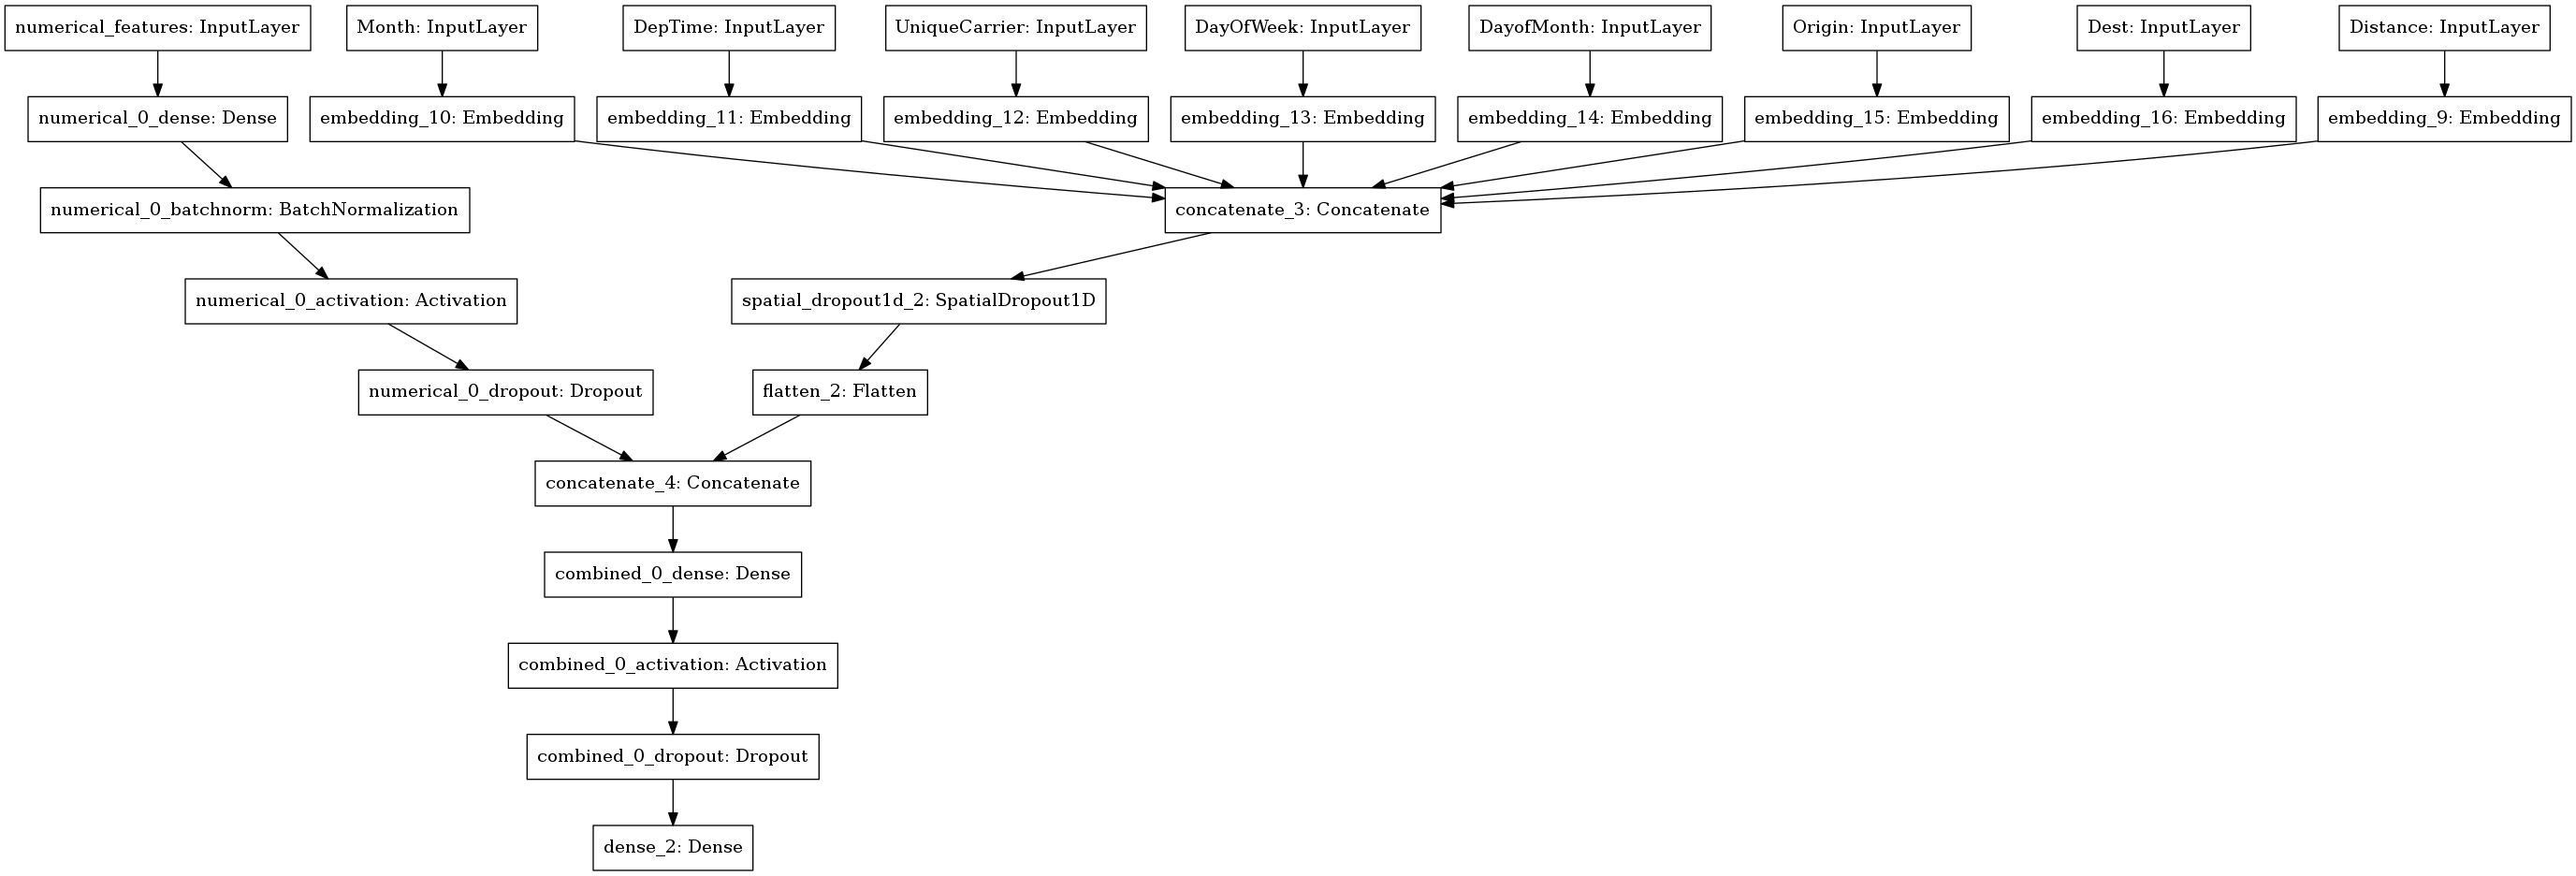 numerical_features: InputLayer
Month: InputLayer
DepTime: InputLayer
UniqueCarrier: InputLayer
DayOfWeek: InputLayer
DayofMonth: InputLayer
Origin: InputLayer
Dest: InputLayer
Distance: InputLayer
numerical_0_dense: Dense
embedding_10: Embedding
embedding_11: Embedding
embedding_12: Embedding
embedding_13: Embedding
embedding_14: Embedding
embedding_15: Embedding
embedding_16: Embedding
embedding_9: Embedding
numerical_0_batchnorm: BatchNormalization
concatenate_3: Concatenate
numerical_0_activation: Activation
spatial_dropout1d_2: SpatialDropout1D
numerical_0_dropout: Dropout
flatten_2: Flatten
concatenate_4: Concatenate
combined_0_dense: Dense
combined_0_activation: Activation
combined_0_dropout: Dropout
dense_2: Dense